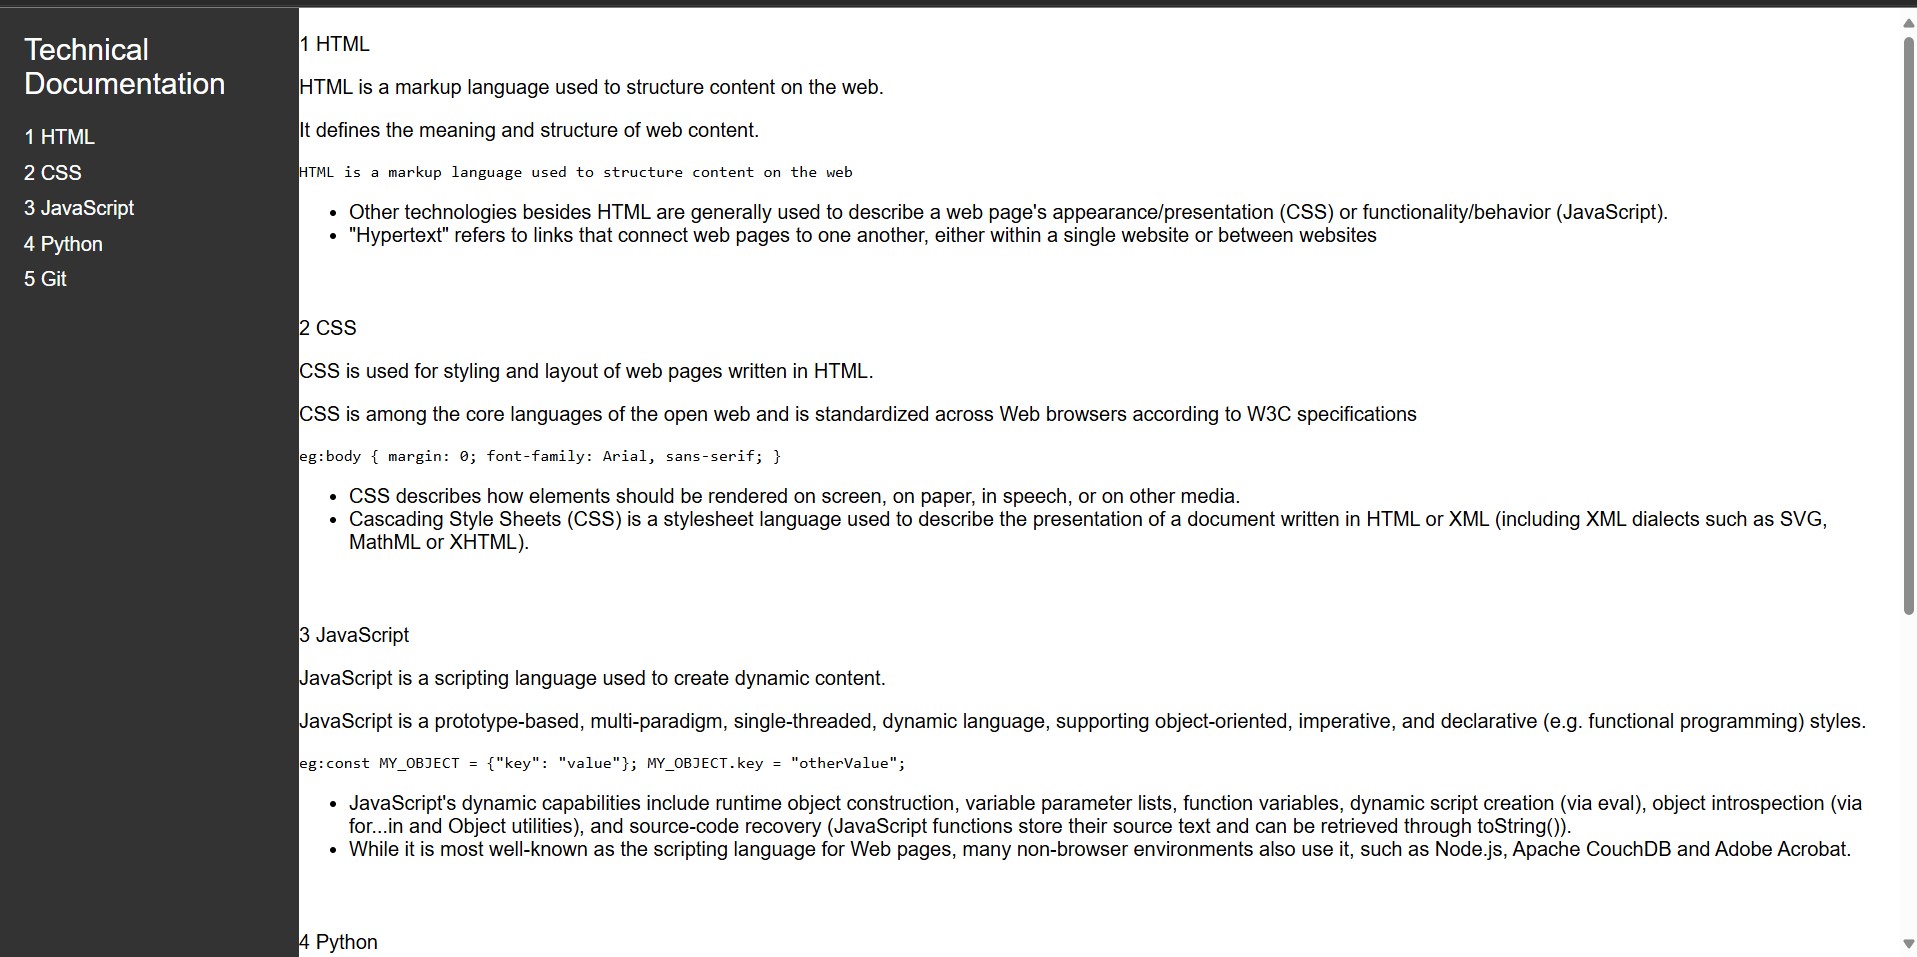 Technical
Documentation
1 HTML
2 CSS
3 JavaScript
4 Python
5 Git
1 HTML
HTML is a markup language used to structure content on the web.
It defines the meaning and structure of web content.
HTML is a markup language used to structure content on the web
• Other technologies besides HTML are generally used to describe a web page's appearance/presentation (CSS) or functionality/behavior (JavaScript).
• "Hypertext" refers to links that connect web pages to one another, either within a single website or between websites
2 CSS
CSS is used for styling and layout of web pages written in HTML.
CSS is among the core languages of the open web and is standardized across Web browsers according to W3C specifications
eg:body { margin: 0; font-family: Arial, sans-serif; }
• CSS describes how elements should be rendered on screen, on paper, in speech, or on other media.
• Cascading Style Sheets (CSS) is a stylesheet language used to describe the presentation of a document written in HTML or XML (including XML dialects such as SVG,
MathML or XHTML).
3 JavaScript
JavaScript is a scripting language used to create dynamic content.
JavaScript is a prototype-based, multi-paradigm, single-threaded, dynamic language, supporting object-oriented, imperative, and declarative (e.g. functional programming) styles.
eg:const MY_OBJECT = {"key": "value"}; MY_OBJECT.key = "otherValue";
• JavaScript's dynamic capabilities include runtime object construction, variable parameter lists, function variables, dynamic script creation (via eval), object introspection (via
for...in and Object utilities), and source-code recovery (JavaScript functions store their source text and can be retrieved through toString()).
• While it is most well-known as the scripting language for Web pages, many non-browser environments also use it, such as Node.js, Apache CouchDB and Adobe Acrobat.
4 Python